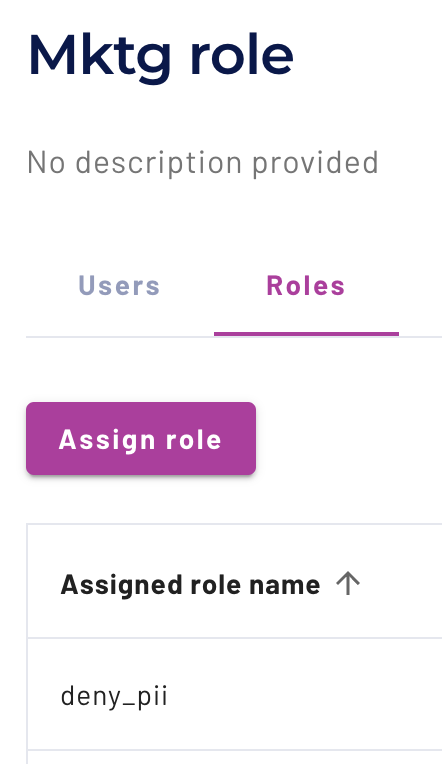 Mktg role
No description provided
Users Roles
Assign role
Assigned role name ↑
deny_pii